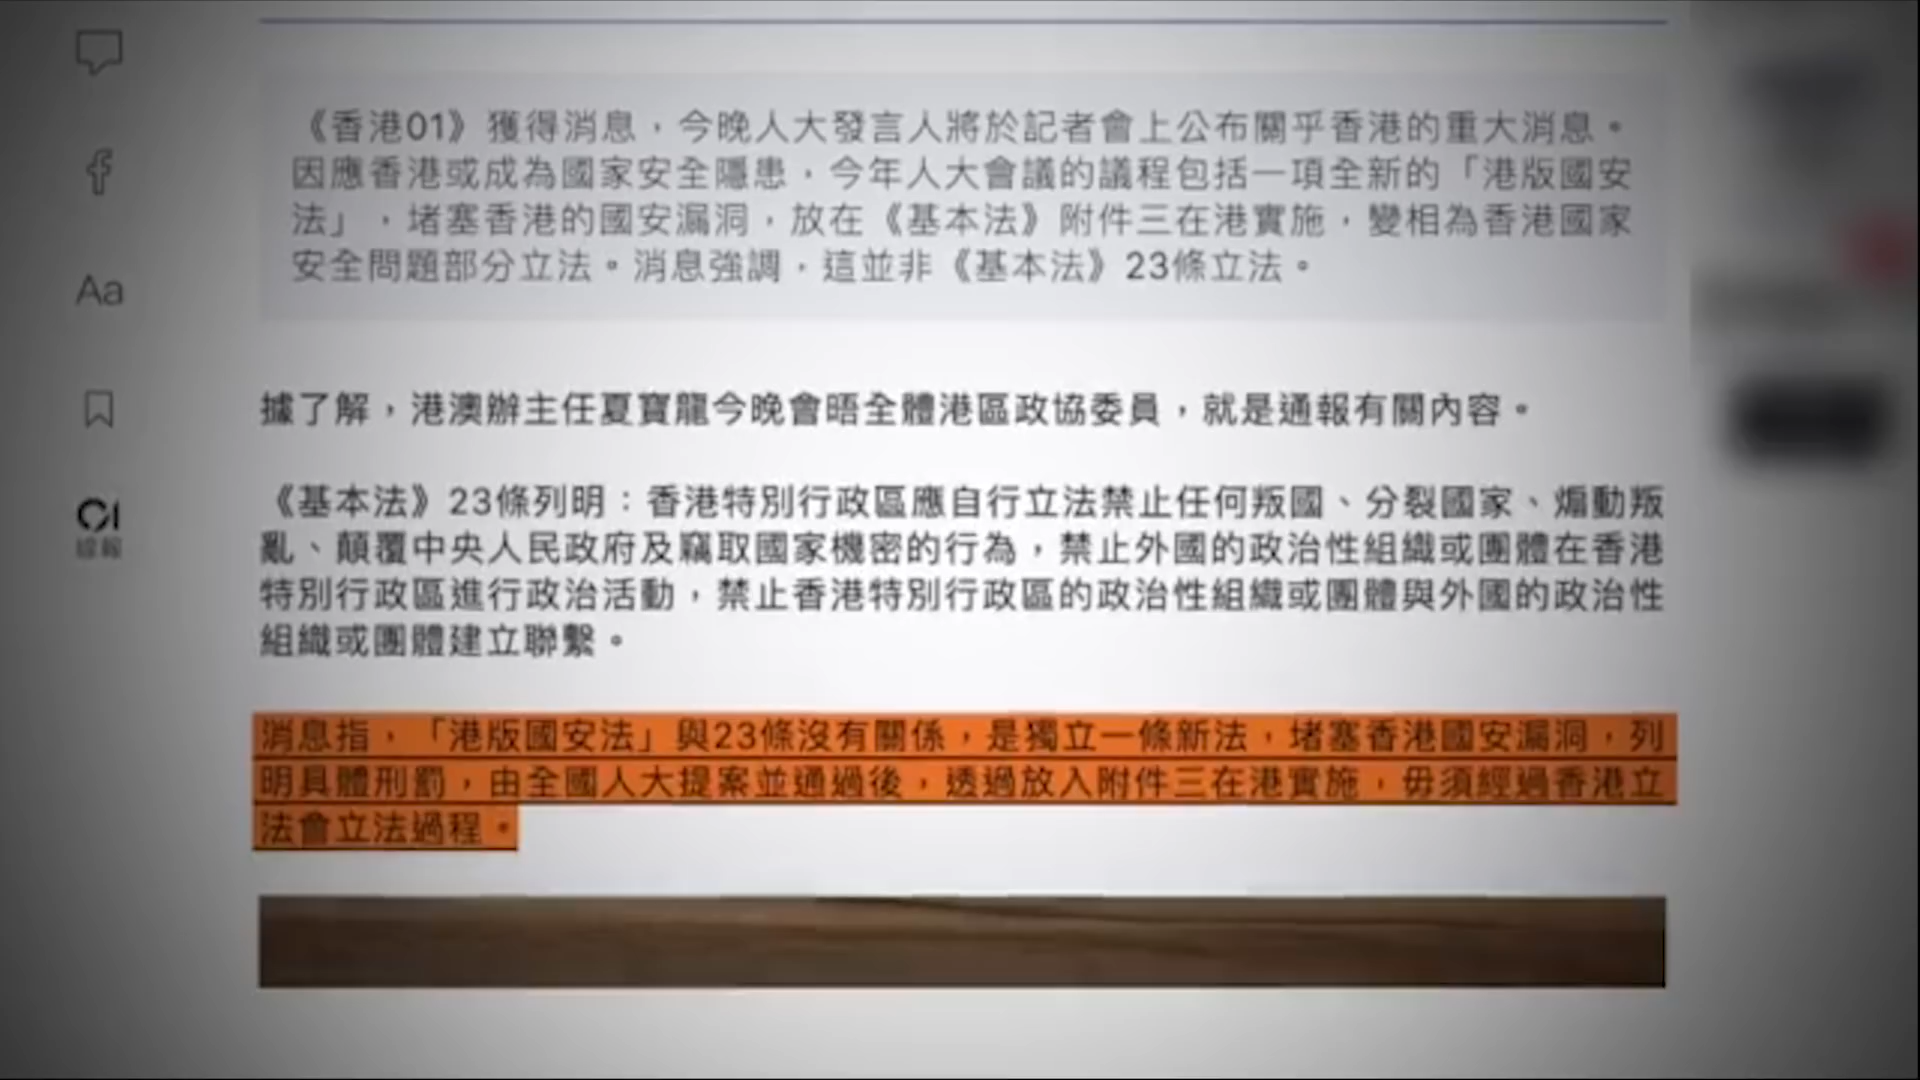 《香港01》獲得消息，今晚人大發言人將於記者會上公布關乎香港的重大消息。
因應香港或成為國家安全隱患，今年人大會議的議程包括一項全新的「港版國安
法」，堵塞香港的國安漏洞，放在《基本法》附件三在港實施，變相為香港國家
安全問題部分立法。消息強調，這並非《基本法》23條立法。
Aa
據了解，港澳辦主任夏寶龍今晚會晤全體港區政協委員，就是通報有關內容。
《基本法》23條列明：香港特別行政區應自行立法禁止任何叛國、分裂國家、煽動叛
亂、顛覆中央人民政府及竊取國家機密的行為，禁止外國的政治性組織或團體在香港
特別行政區進行政治活動，禁止香港特別行政區的政治性組織或團體與外國的政治性
組織或團體建立聯繫。
01
線報
消息指，「港版國安法」與23條沒有關係，是獨立一條新法，堵塞香港國安漏洞，列
明具體刑罰，由全國人大提案並通過後，透過放入附件三在港實施，毋須經過香港立
法會立法過程。